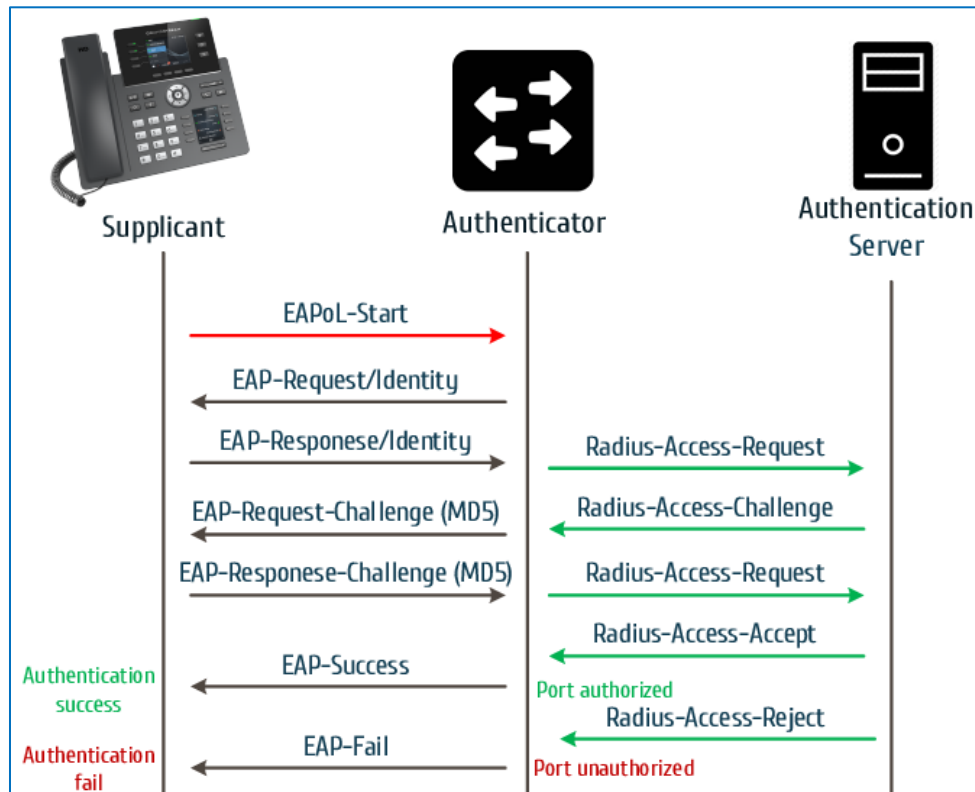 Supplicant
Authenticator
Authentication
Server
EAPoL-Start
EAP-Request/Identity
EAP-Responese/Identity
Radius-Access-Request
EAP-Request-Challenge (MD5)
Radius-Access-Challenge
EAP-Responese-Challenge (MD5)
Radius-Access-Request
Radius-Access-Accept
EAP-Success
Authentication
success
Port authorized
Radius-Access-Reject
EAP-Fail
Authentication
fail
Port unauthorized